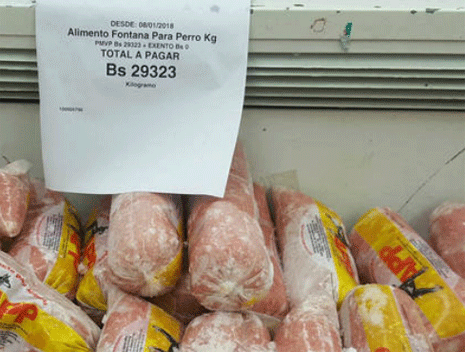 DESDE: 08/01/2018
Alimento Fontana Para Perro Kg
PMVP Bs 29323 + EXENTO Bs 0
TOTAL A PAGAR
Bs 29323
Kilogramo